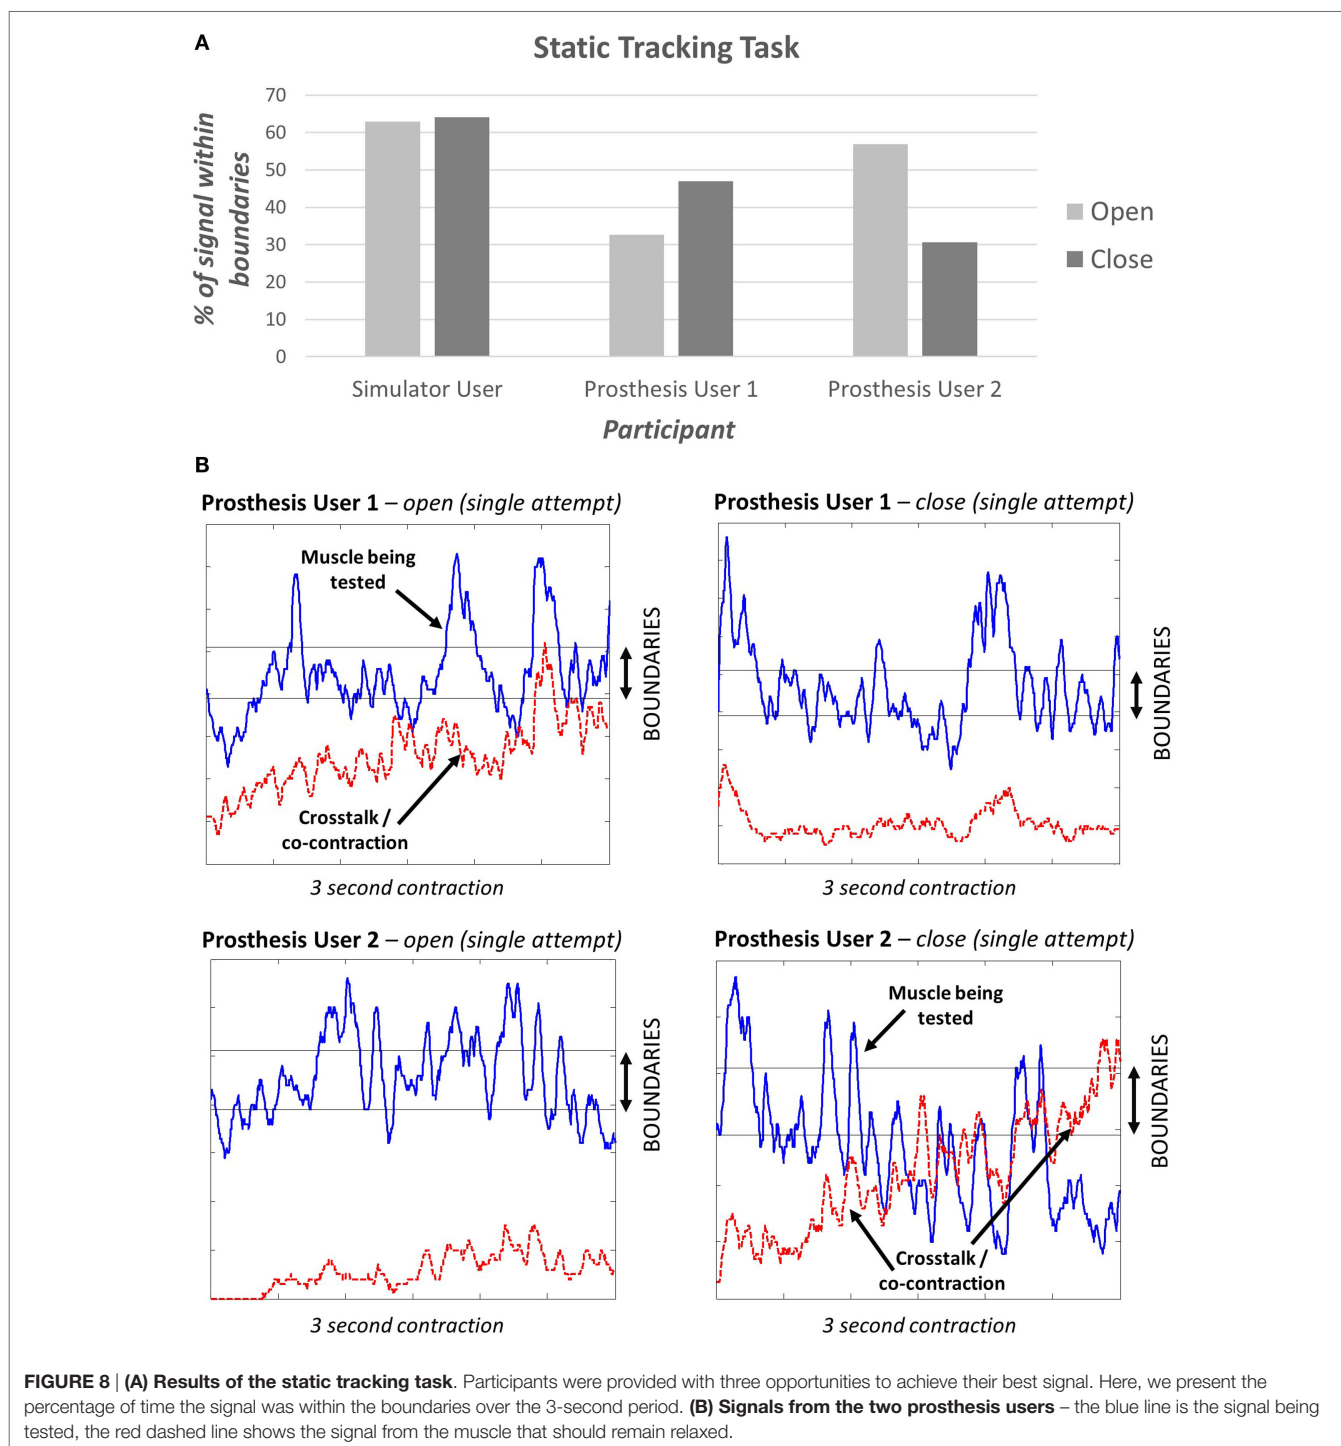 A
Static Tracking Task
% of signal within
boundaries
70
60
50
40
30
20
10
0
Open
Close
Simulator User
Prosthesis User 1
Prosthesis User 2
Participant
B
Prosthesis User 1 – open (single attempt)
Muscle being
tested
Crosstalk /
co-contraction
BOUNDARIES
3 second contraction
Prosthesis User 1 – close (single attempt)
BOUNDARIES
3 second contraction
Prosthesis User 2 – open (single attempt)
BOUNDARIES
3 second contraction
Prosthesis User 2 – close (single attempt)
Muscle being
tested
Crosstalk /
co-contraction
BOUNDARIES
3 second contraction
FIGURE 8 | (A) Results of the static tracking task. Participants were provided with three opportunities to achieve their best signal. Here, we present the
percentage of time the signal was within the boundaries over the 3-second period. (B) Signals from the two prosthesis users – the blue line is the signal being
tested, the red dashed line shows the signal from the muscle that should remain relaxed.